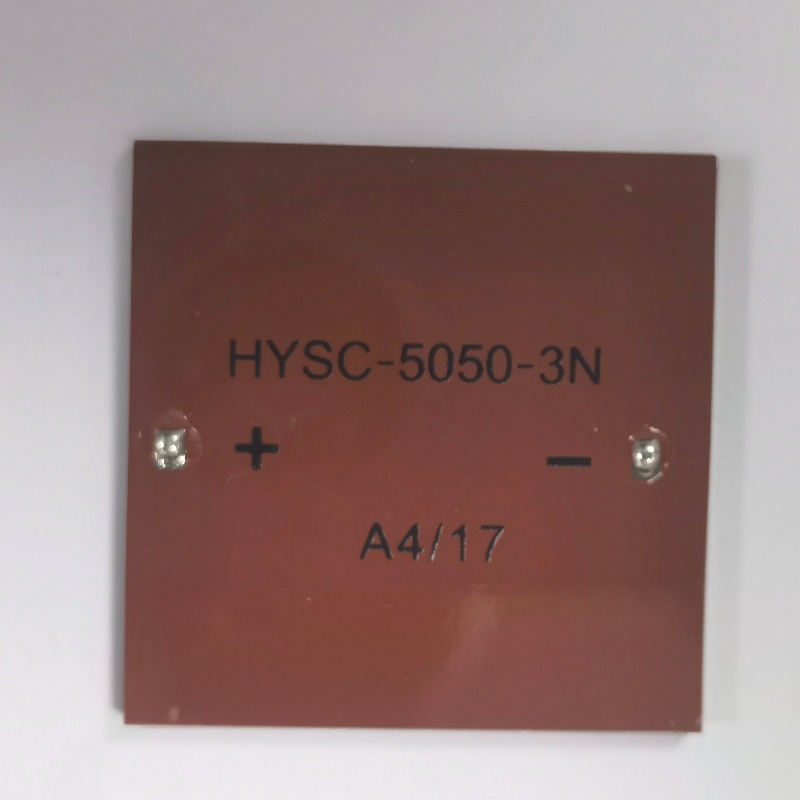 HYSC-5050-3N
+ −
A4/17